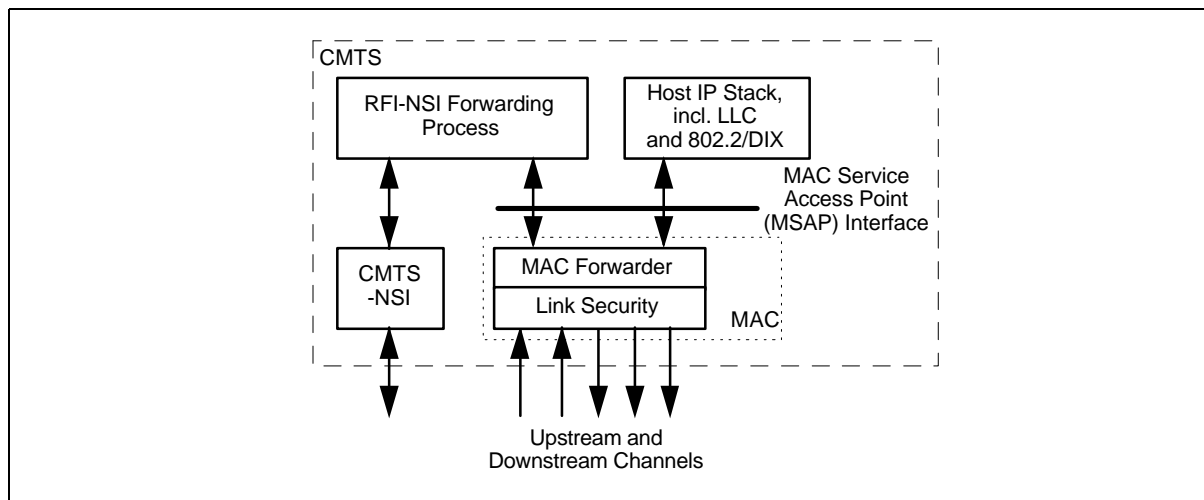 CMTS
RFI-NSI Forwarding
Process
Host IP Stack,
incl. LLC
and 802.2/DIX
MAC Service
Access Point
(MSAP) Interface
CMTS
-NSI
MAC Forwarder
Link Security
MAC
Upstream and
Downstream Channels